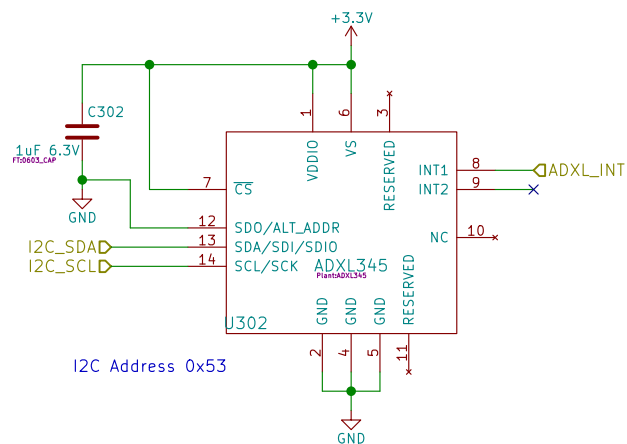 +3.3V
C302
1uF 6.3V
FT:0603_CAP
GND
1
6
3
VDDIO
VS
RESERVED
7
CS
INT1
8
ADXL_INT
INT2
9
12
SDO/ALT_ADDR
I2C_SDA
13
SDA/SDI/SDIO
NC
10
I2C_SCL
14
SCL/SCK
ADXL345
Plant:ADXL345
GND
GND
GND
RESERVED
U302
2
4
5
11
I2C Address 0x53
GND